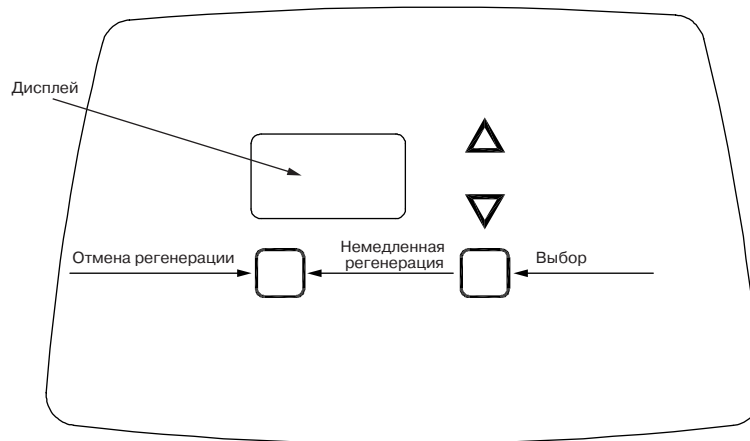 Дисплей
Отмена регенерации
Немедленная
регенерация
Выбор